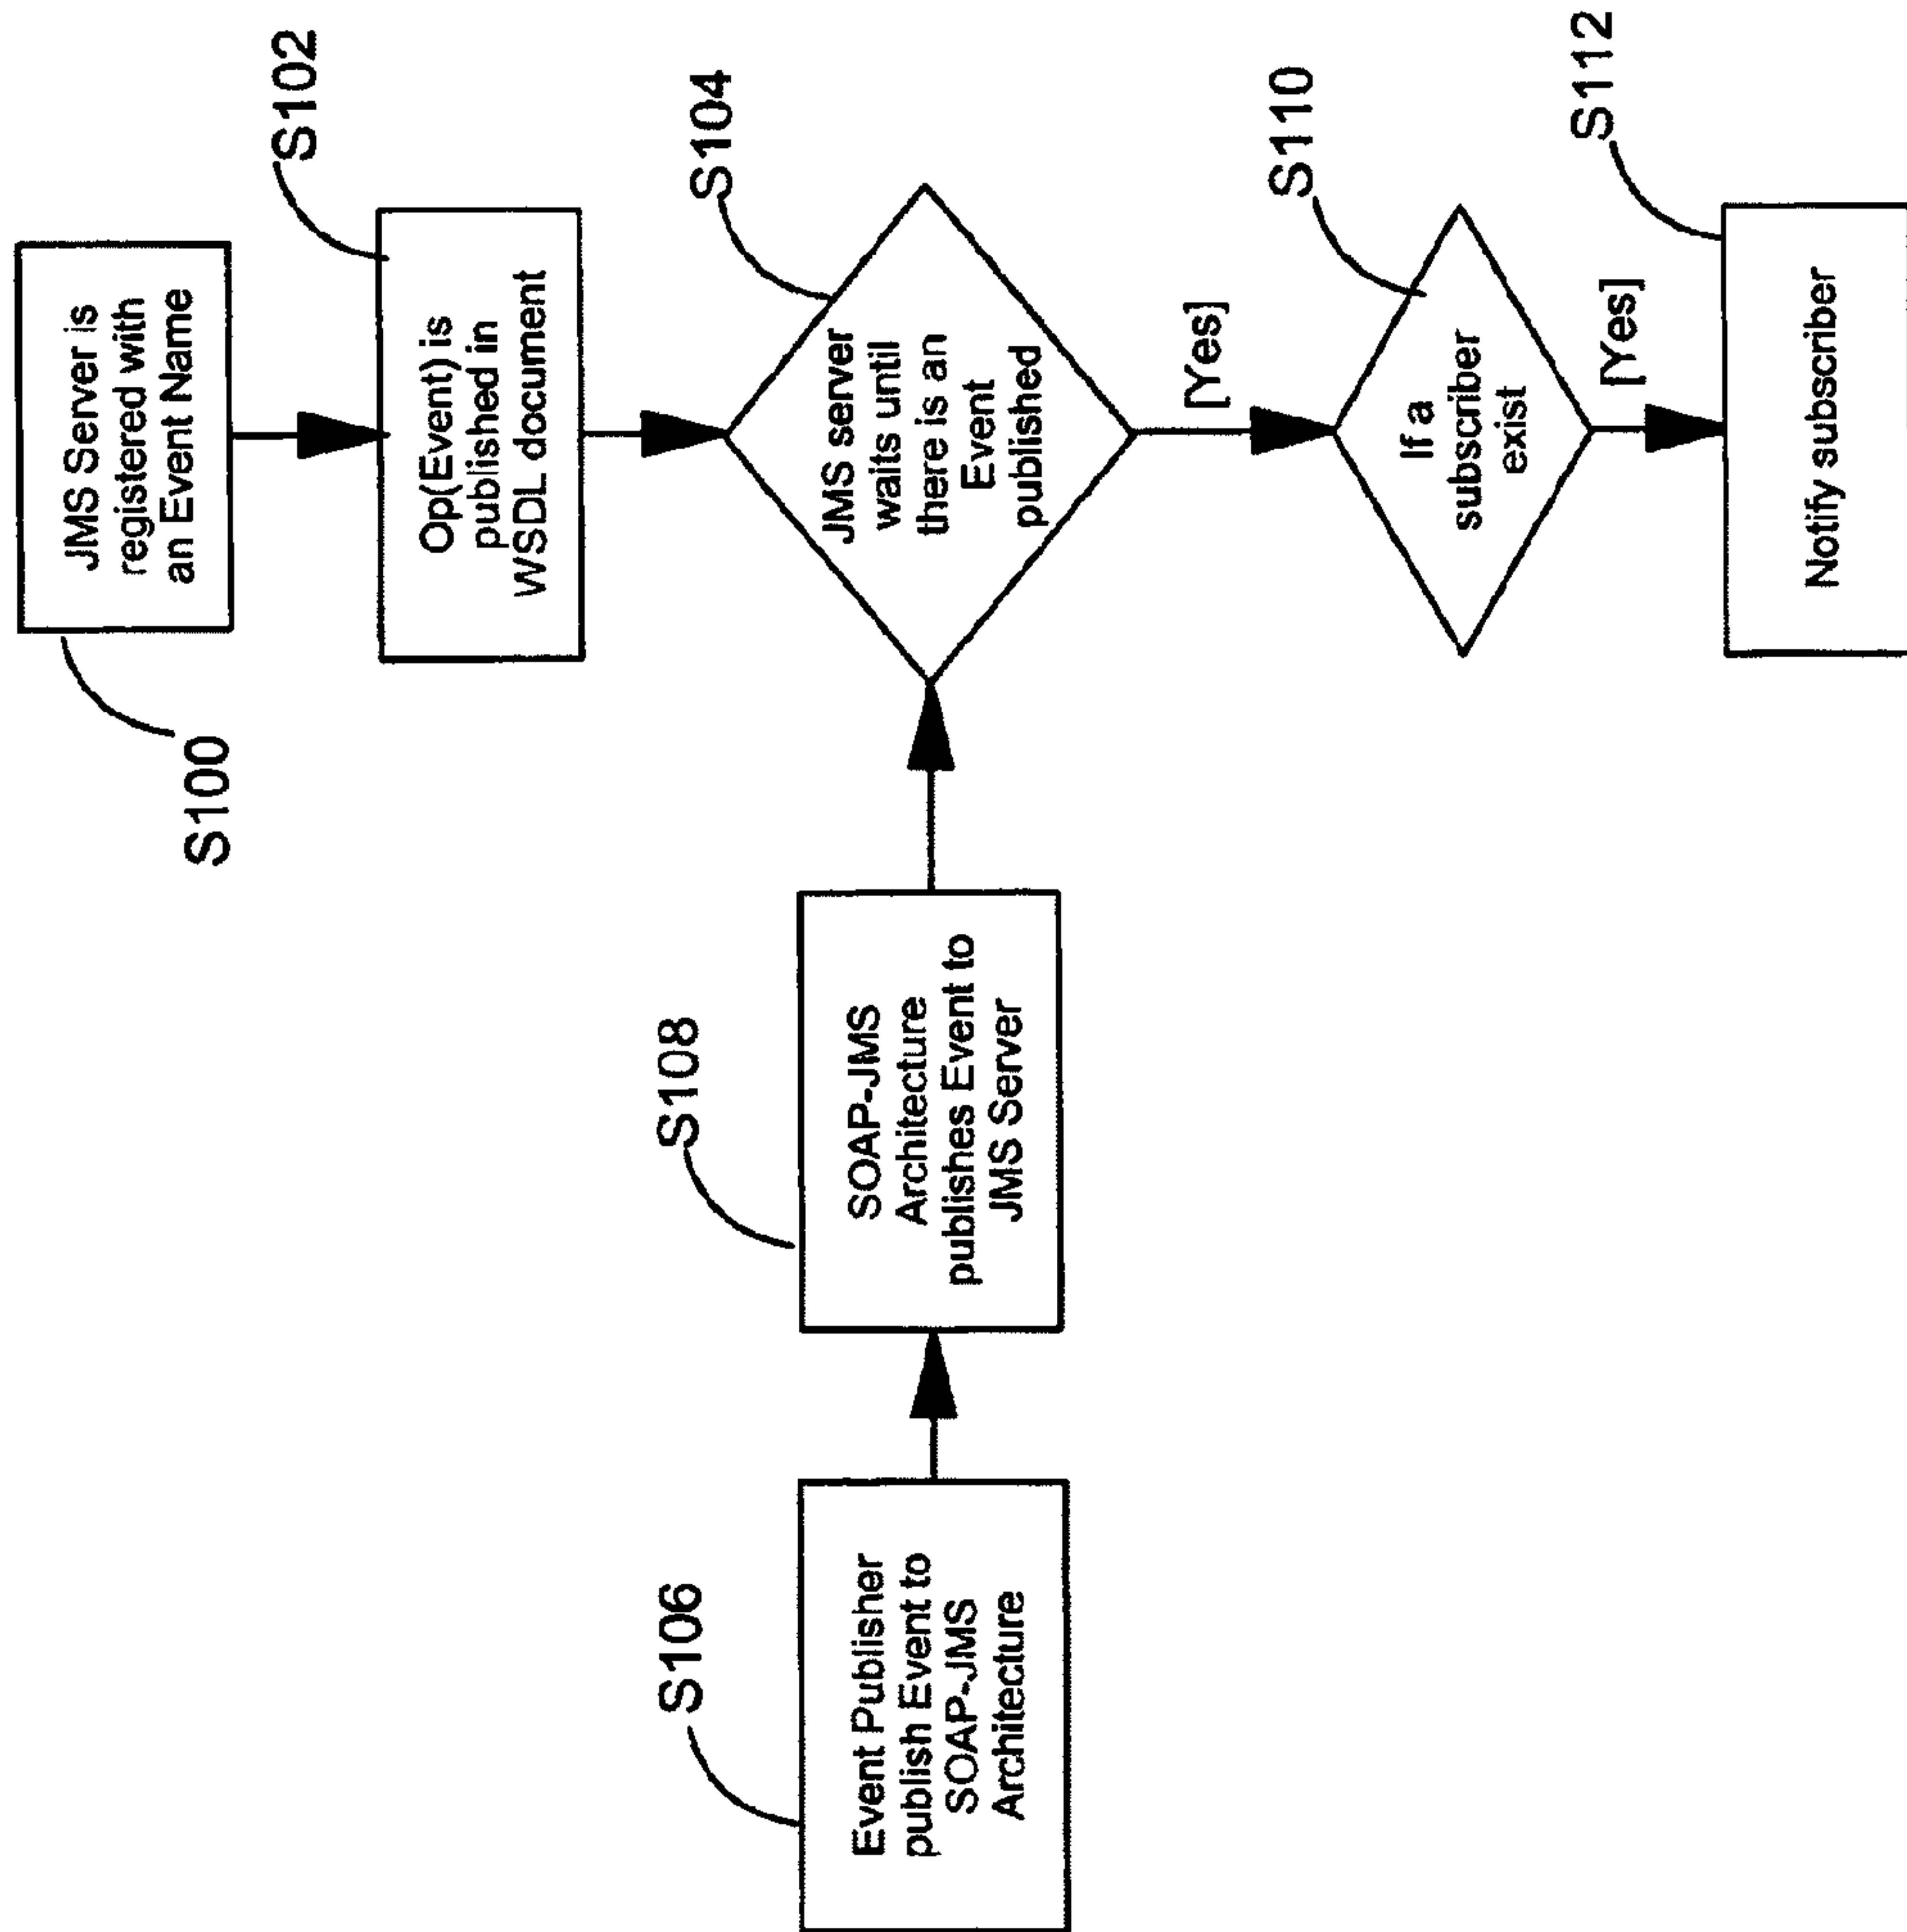 S100
JMS Server is
registered with
an Event Name
S102
Op(Event) is
published in
WSDL document
S104
JMS server
waits until
there is an
Event
published
[Yes]
S106
Event Publisher
publish Event to
SOAP-JMS
Architecture
S108
SOAP-JMS
Architecture
publishes Event to
JMS Server
S110
If a
subscriber
exist
[Yes]
S112
Notify subscriber